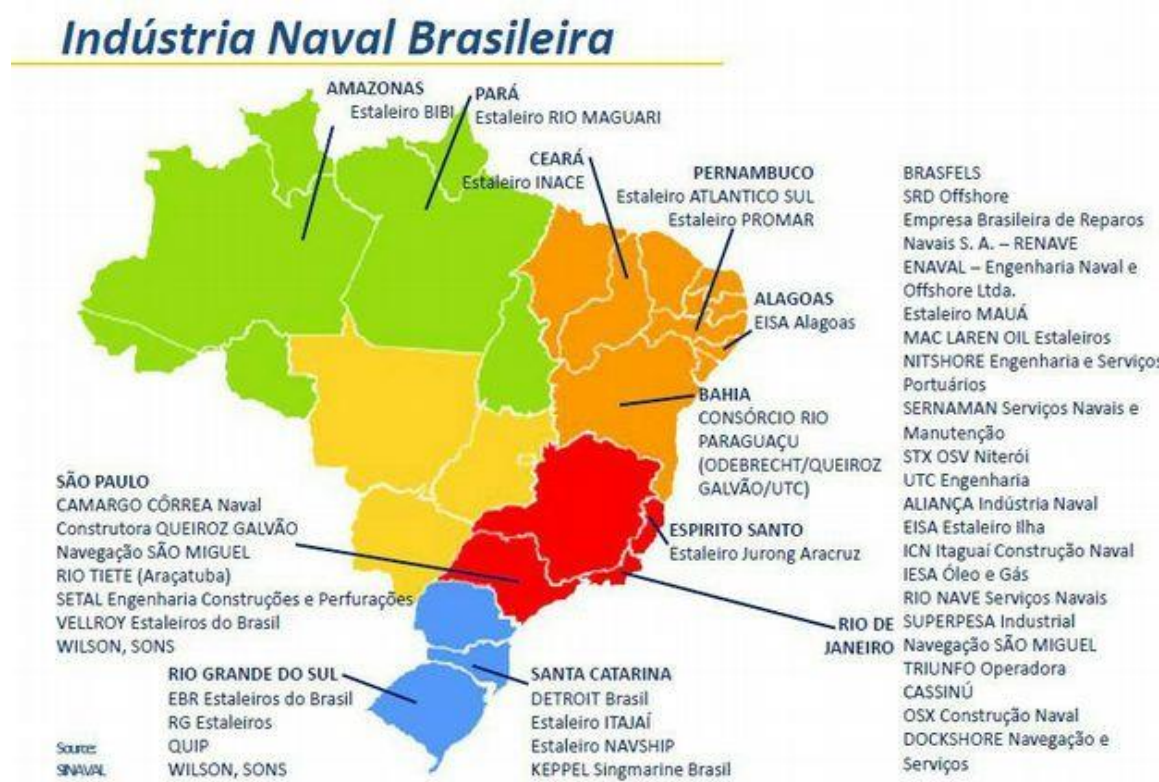 Indústria Naval Brasileira
AMAZONAS
Estaleiro BIBI
PARÁ
Estaleiro RIO MAGUARI
CEARÁ
Estaleiro INACE
PERNAMBUCO
Estaleiro ATLANTICO SUL
Estaleiro PROMAR
ALAGOAS
EISA Alagoas
BAHIA
CONSÓRCIO RIO
PARAGUAÇU
(ODEBRECHT/QUEIROZ
GALVÃO/UTC)
ESPIRITO SANTO
Estaleiro Jurong Aracruz
RIO DE
JANEIRO
BRASFELS
SRD Offshore
Empresa Brasileira de Reparos
Navais S. A. – RENAVE
ENAVAL – Engenharia Naval e
Offshore Ltda.
Estaleiro MAUÁ
MAC LAREN OIL Estaleiros
NITSHORE Engenharia e Serviços
Portuários
SERNAMAN Serviços Navais e
Manutenção
STX OSV Niterói
UTC Engenharia
ALIANÇA Indústria Naval
EISA Estaleiro Ilha
ICN Itaguaí Construção Naval
IESA Óleo e Gás
RIO NAVE Serviços Navais
SUPERPESA Industrial
Navegação SÃO MIGUEL
TRIUNFO Operadora
CASSINÚ
OSX Construção Naval
DOCKSHORE Navegação e
Serviços
SÃO PAULO
CAMARGO CÔRREA Naval
Construtora QUEIROZ GALVÃO
Navegação SÃO MIGUEL
RIO TIETE (Araçatuba)
SETAL Engenharia Construções e Perfurações
VELLROY Estaleiros do Brasil
WILSON, SONS
RIO GRANDE DO SUL
EBR Estaleiros do Brasil
RG Estaleiros
QUIP
WILSON, SONS
SANTA CATARINA
DETROIT Brasil
Estaleiro ITAJAÍ
Estaleiro NAVSHIP
KEPPEL Singmarine Brasil
Source:
SINAVAL